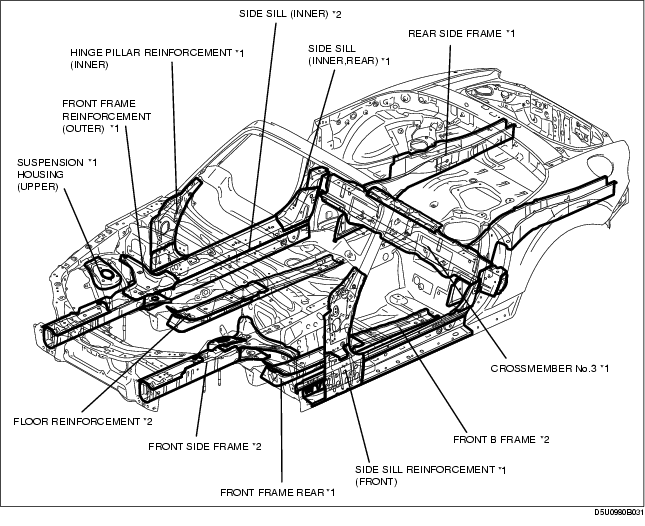 SIDE SILL (INNER) *2
HINGE PILLAR REINFORCEMENT *1
(INNER)
SIDE SILL
(INNER,REAR) *1
REAR SIDE FRAME *1
FRONT FRAME
REINFORCEMENT
(OUTER) *1
SUSPENSION *1
HOUSING
(UPPER)
CROSSMEMBER No.3 *1
FLOOR REINFORCEMENT *2
FRONT SIDE FRAME *2
FRONT B FRAME *2
SIDE SILL REINFORCEMENT *1
(FRONT)
FRONT FRAME REAR *1
D5U0980B031